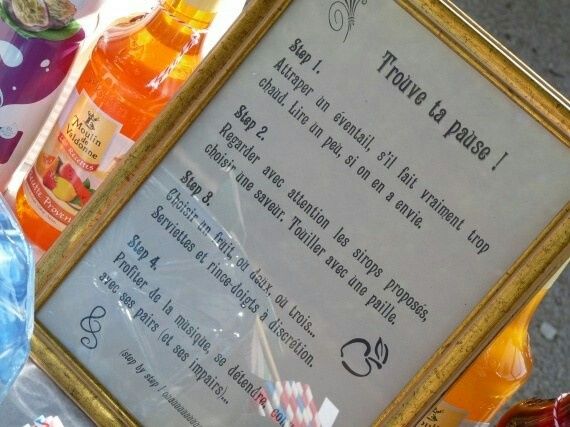 Trouve ta pause !
Step 1.
Attraper un éventail, s'il fait vraiment trop
chaud. Lire un peu, si on en a envie.
Step 2.
Regarder avec attention les sirops proposés,
choisir une saveur. Touiller avec une paille.
Step 3.
Choisir un fruit, ou deux, ou trois...
Serviettes et rince-doigts à discrétion.
Step 4.
Profiter de la musique, se détendre
avec ses pairs (et ses impairs)...
(step by step !
Moulin
de
Valdonne